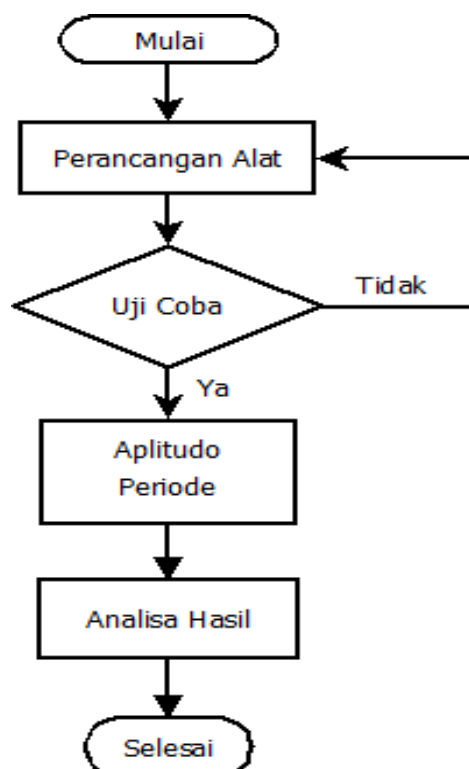 Mulai
Perancangan Alat
Uji Coba
Tidak
Ya
Aplitudo
Periode
Analisa Hasil
Selesai